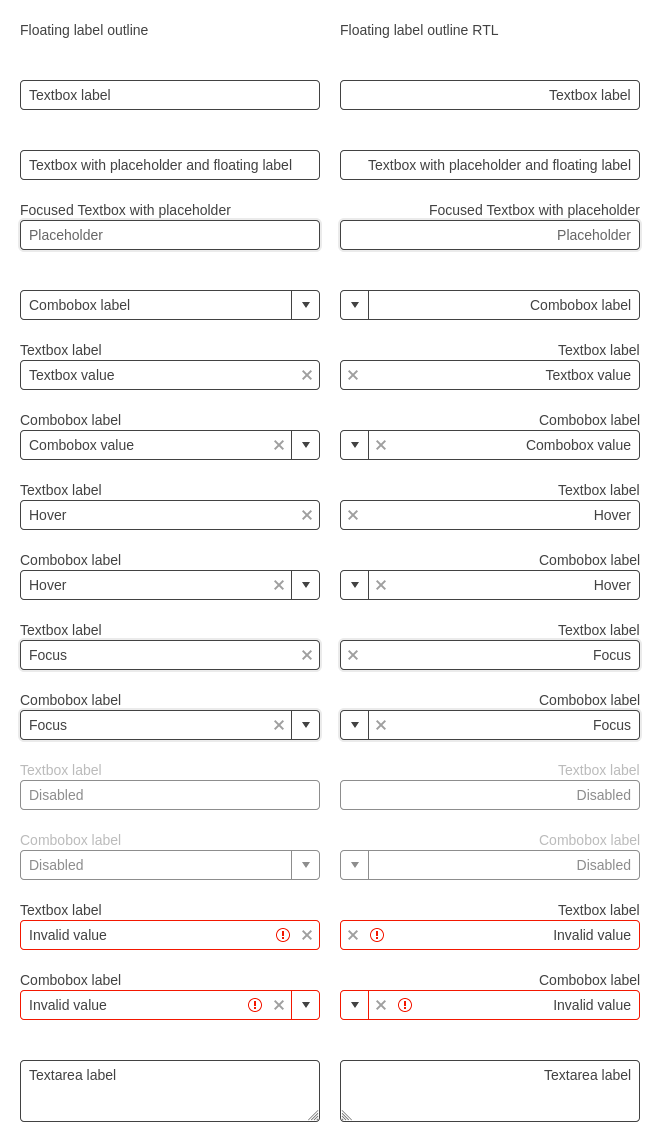 Floating label outline
Floating label outline RTL
Textbox label
Textbox label
Textbox with placeholder and floating label
Textbox with placeholder and floating label
Focused Textbox with placeholder
Focused Textbox with placeholder
Placeholder
Placeholder
Combobox label
Combobox label
Textbox label
Textbox label
Textbox value
Textbox value
Combobox label
Combobox label
Combobox value
Combobox value
Textbox label
Textbox label
Hover
Hover
Combobox label
Combobox label
Hover
Hover
Textbox label
Textbox label
Focus
Focus
Combobox label
Combobox label
Focus
Focus
Textbox label
Textbox label
Disabled
Disabled
Combobox label
Combobox label
Disabled
Disabled
Textbox label
Textbox label
Invalid value
Invalid value
Combobox label
Combobox label
Invalid value
Invalid value
Textarea label
Textarea label